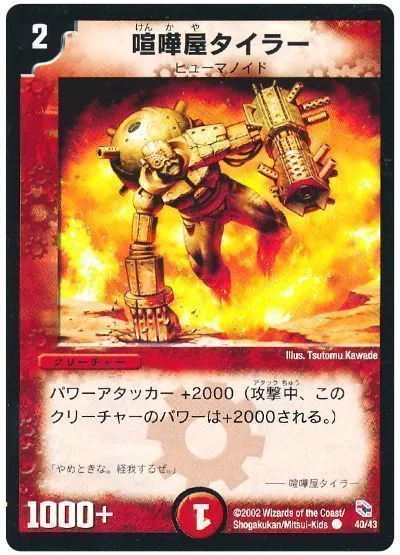 2
けんかや
喧嘩屋タイラー
ヒューマノイド
Illus. Tsutomu Kawade
クリーチャー
アタックちゅう
パワーアタッカー +2000（攻撃中、この
クリーチャーのパワーは+2000される。）
「やめときな。怪我するぜ。」
── 喧嘩屋タイラー
1000+
1
©2002 Wizards of the Coast/
Shogakukan/Mitsui-Kids ● 40/43